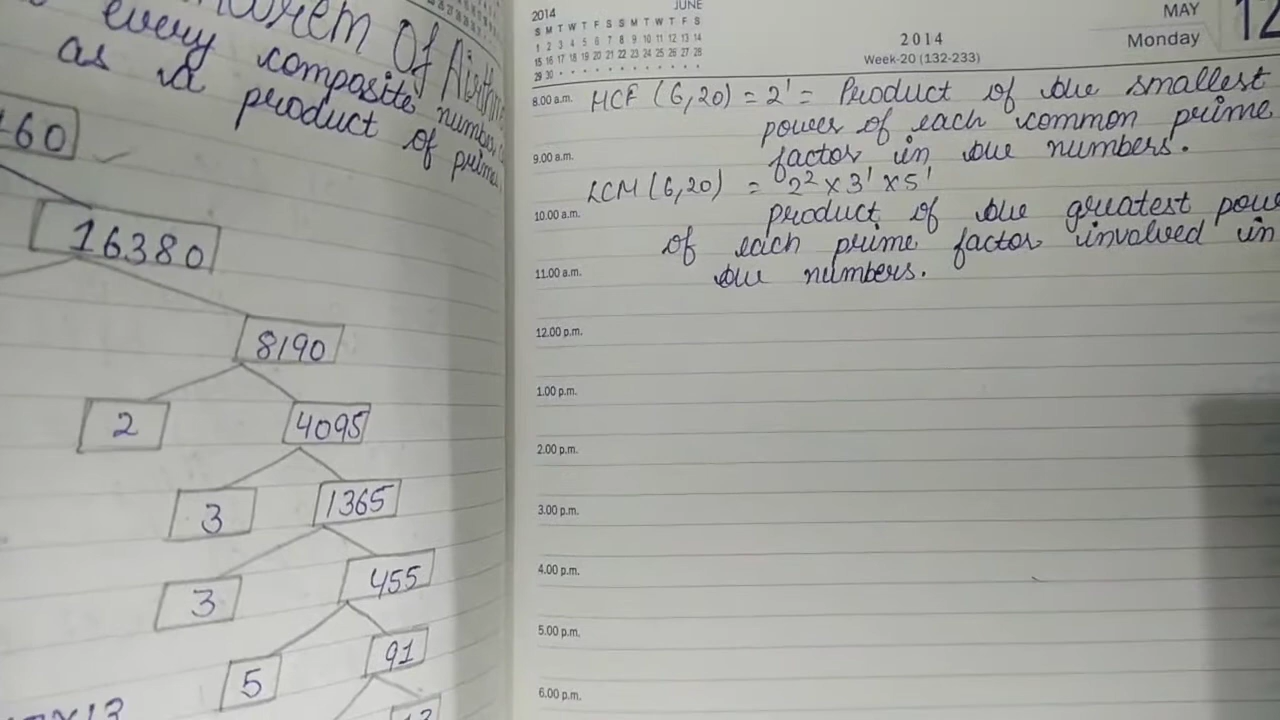 every composite number
as a product of prime
16380
8190
2
4095
3
1365
3
455
5
91
2014
JUNE
S M T W T F S S M T W T F S
1 2 3 4 5 6 7 8 9 10 11 12 13 14
15 16 17 18 19 20 21 22 23 24 25 26 27 28
29 30
2014
Week-20 (132-233)
MAY
Monday
12
8.00 a.m. HCF (6,20) = 2¹ = Product of the smallest
power of each common prime
9.00 a.m. factor in the numbers.
LCM (6,20) = 2² x 3¹ x 5¹
10.00 a.m. product of the greatest
of each prime factor involved in
11.00 a.m. the numbers.
12.00 p.m.
1.00 p.m.
2.00 p.m.
3.00 p.m.
4.00 p.m.
5.00 p.m.
6.00 p.m.